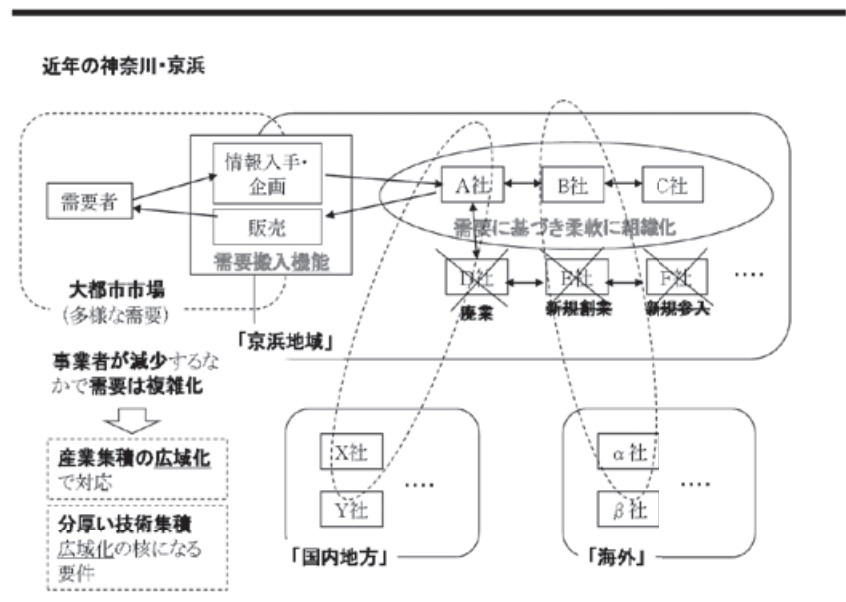 近年の神奈川・京浜
情報入手・
企画
需要者
販売
需要搬入機能
A社
B社
C社
需要に基づき柔軟に組織化
D社
E社
F社
‥‥
廃業
新規創業
新規参入
大都市市場
(多様な需要)
「京浜地域」
事業者が減少するな
かで需要は複雑化
産業集積の広域化
で対応
分厚い技術集積
広域化の核になる
要件
X社
Y社
‥‥
「国内地方」
α社
β社
‥‥
「海外」